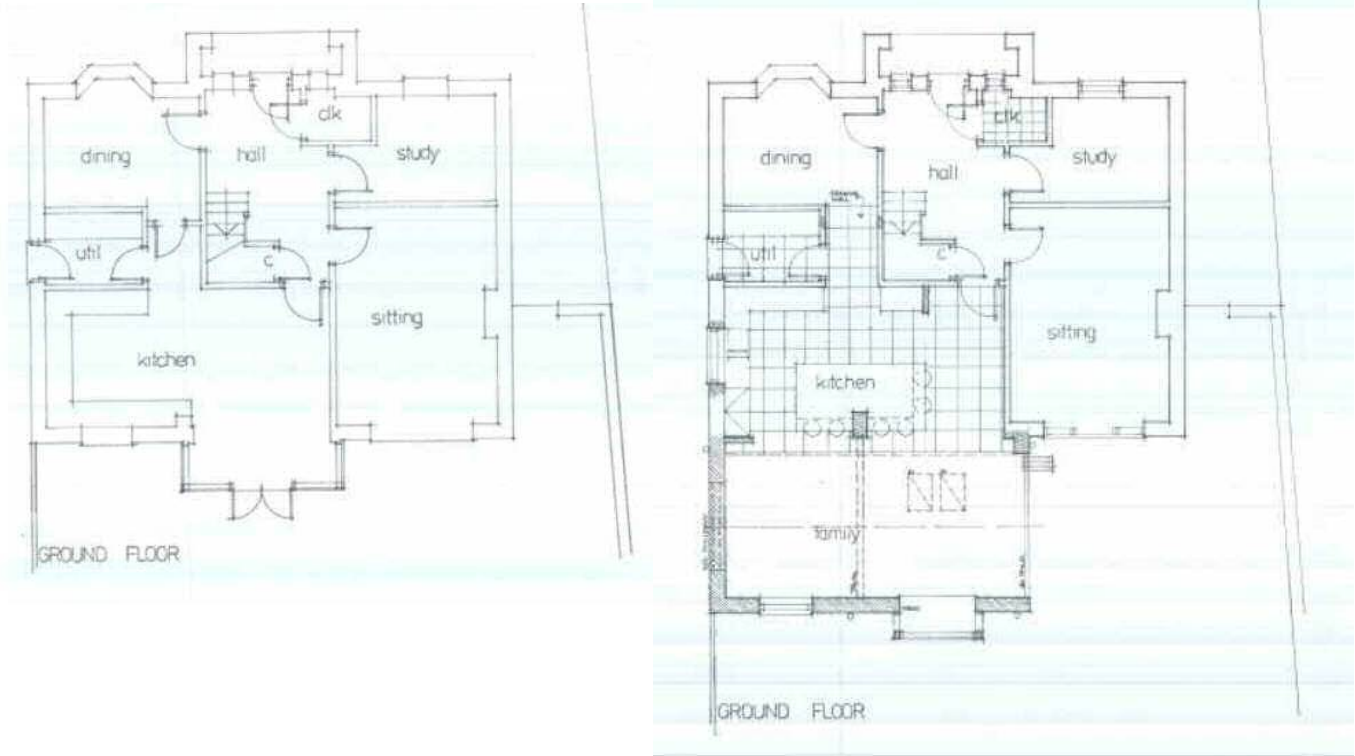 clk
dining
hall
study
util
c
sitting
kitchen
GROUND FLOOR
clk
dining
hall
study
util
c
sitting
kitchen
family
GROUND FLOOR